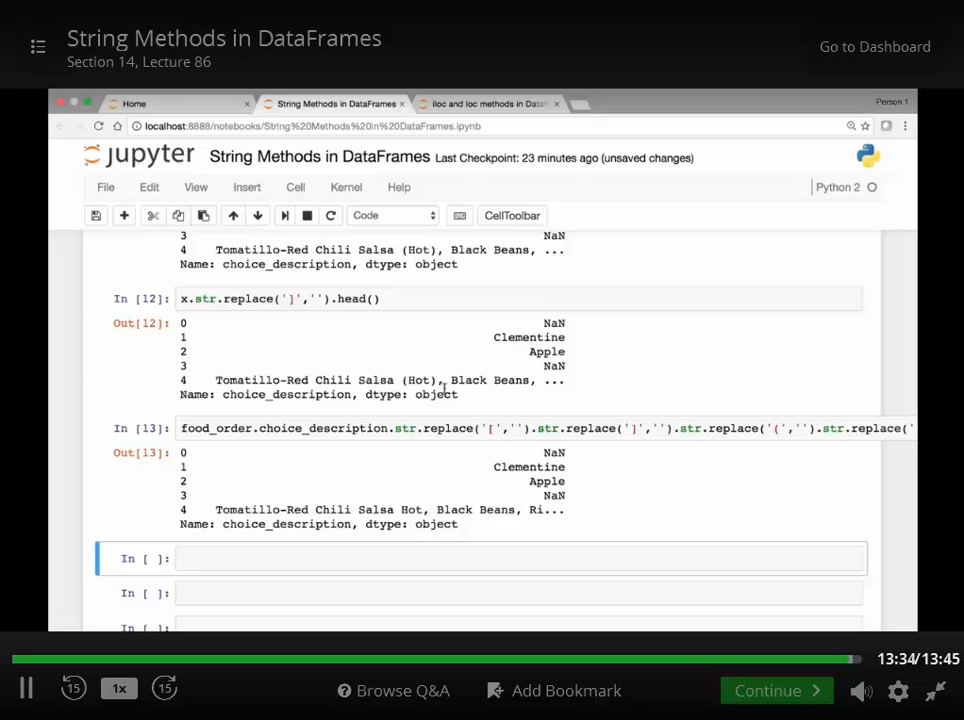 String Methods in DataFrames
Section 14, Lecture 86
Go to Dashboard
Home
String Methods in DataFrames
iloc and loc methods in DataF
Person 1
localhost:8888/notebooks/String%20Methods%20in%20DataFrames.ipynb
jupyter String Methods in DataFrames Last Checkpoint: 23 minutes ago (unsaved changes)
File Edit View Insert Cell Kernel Help Python 2
Code CellToolbar
3 NaN
4 Tomatillo-Red Chili Salsa (Hot), Black Beans, ...
Name: choice_description, dtype: object
In [12]: x.str.replace(']','').head()
Out[12]: 0 NaN
1 Clementine
2 Apple
3 NaN
4 Tomatillo-Red Chili Salsa (Hot), Black Beans, ...
Name: choice_description, dtype: object
In [13]: food_order.choice_description.str.replace('[','').str.replace(']','').str.replace('(','').str.replace('
Out[13]: 0 NaN
1 Clementine
2 Apple
3 NaN
4 Tomatillo-Red Chili Salsa Hot, Black Beans, Ri...
Name: choice_description, dtype: object
In [ ]:
In [ ]:
In [ ]:
13:34/13:45
15 1x 15 Browse Q&A Add Bookmark Continue